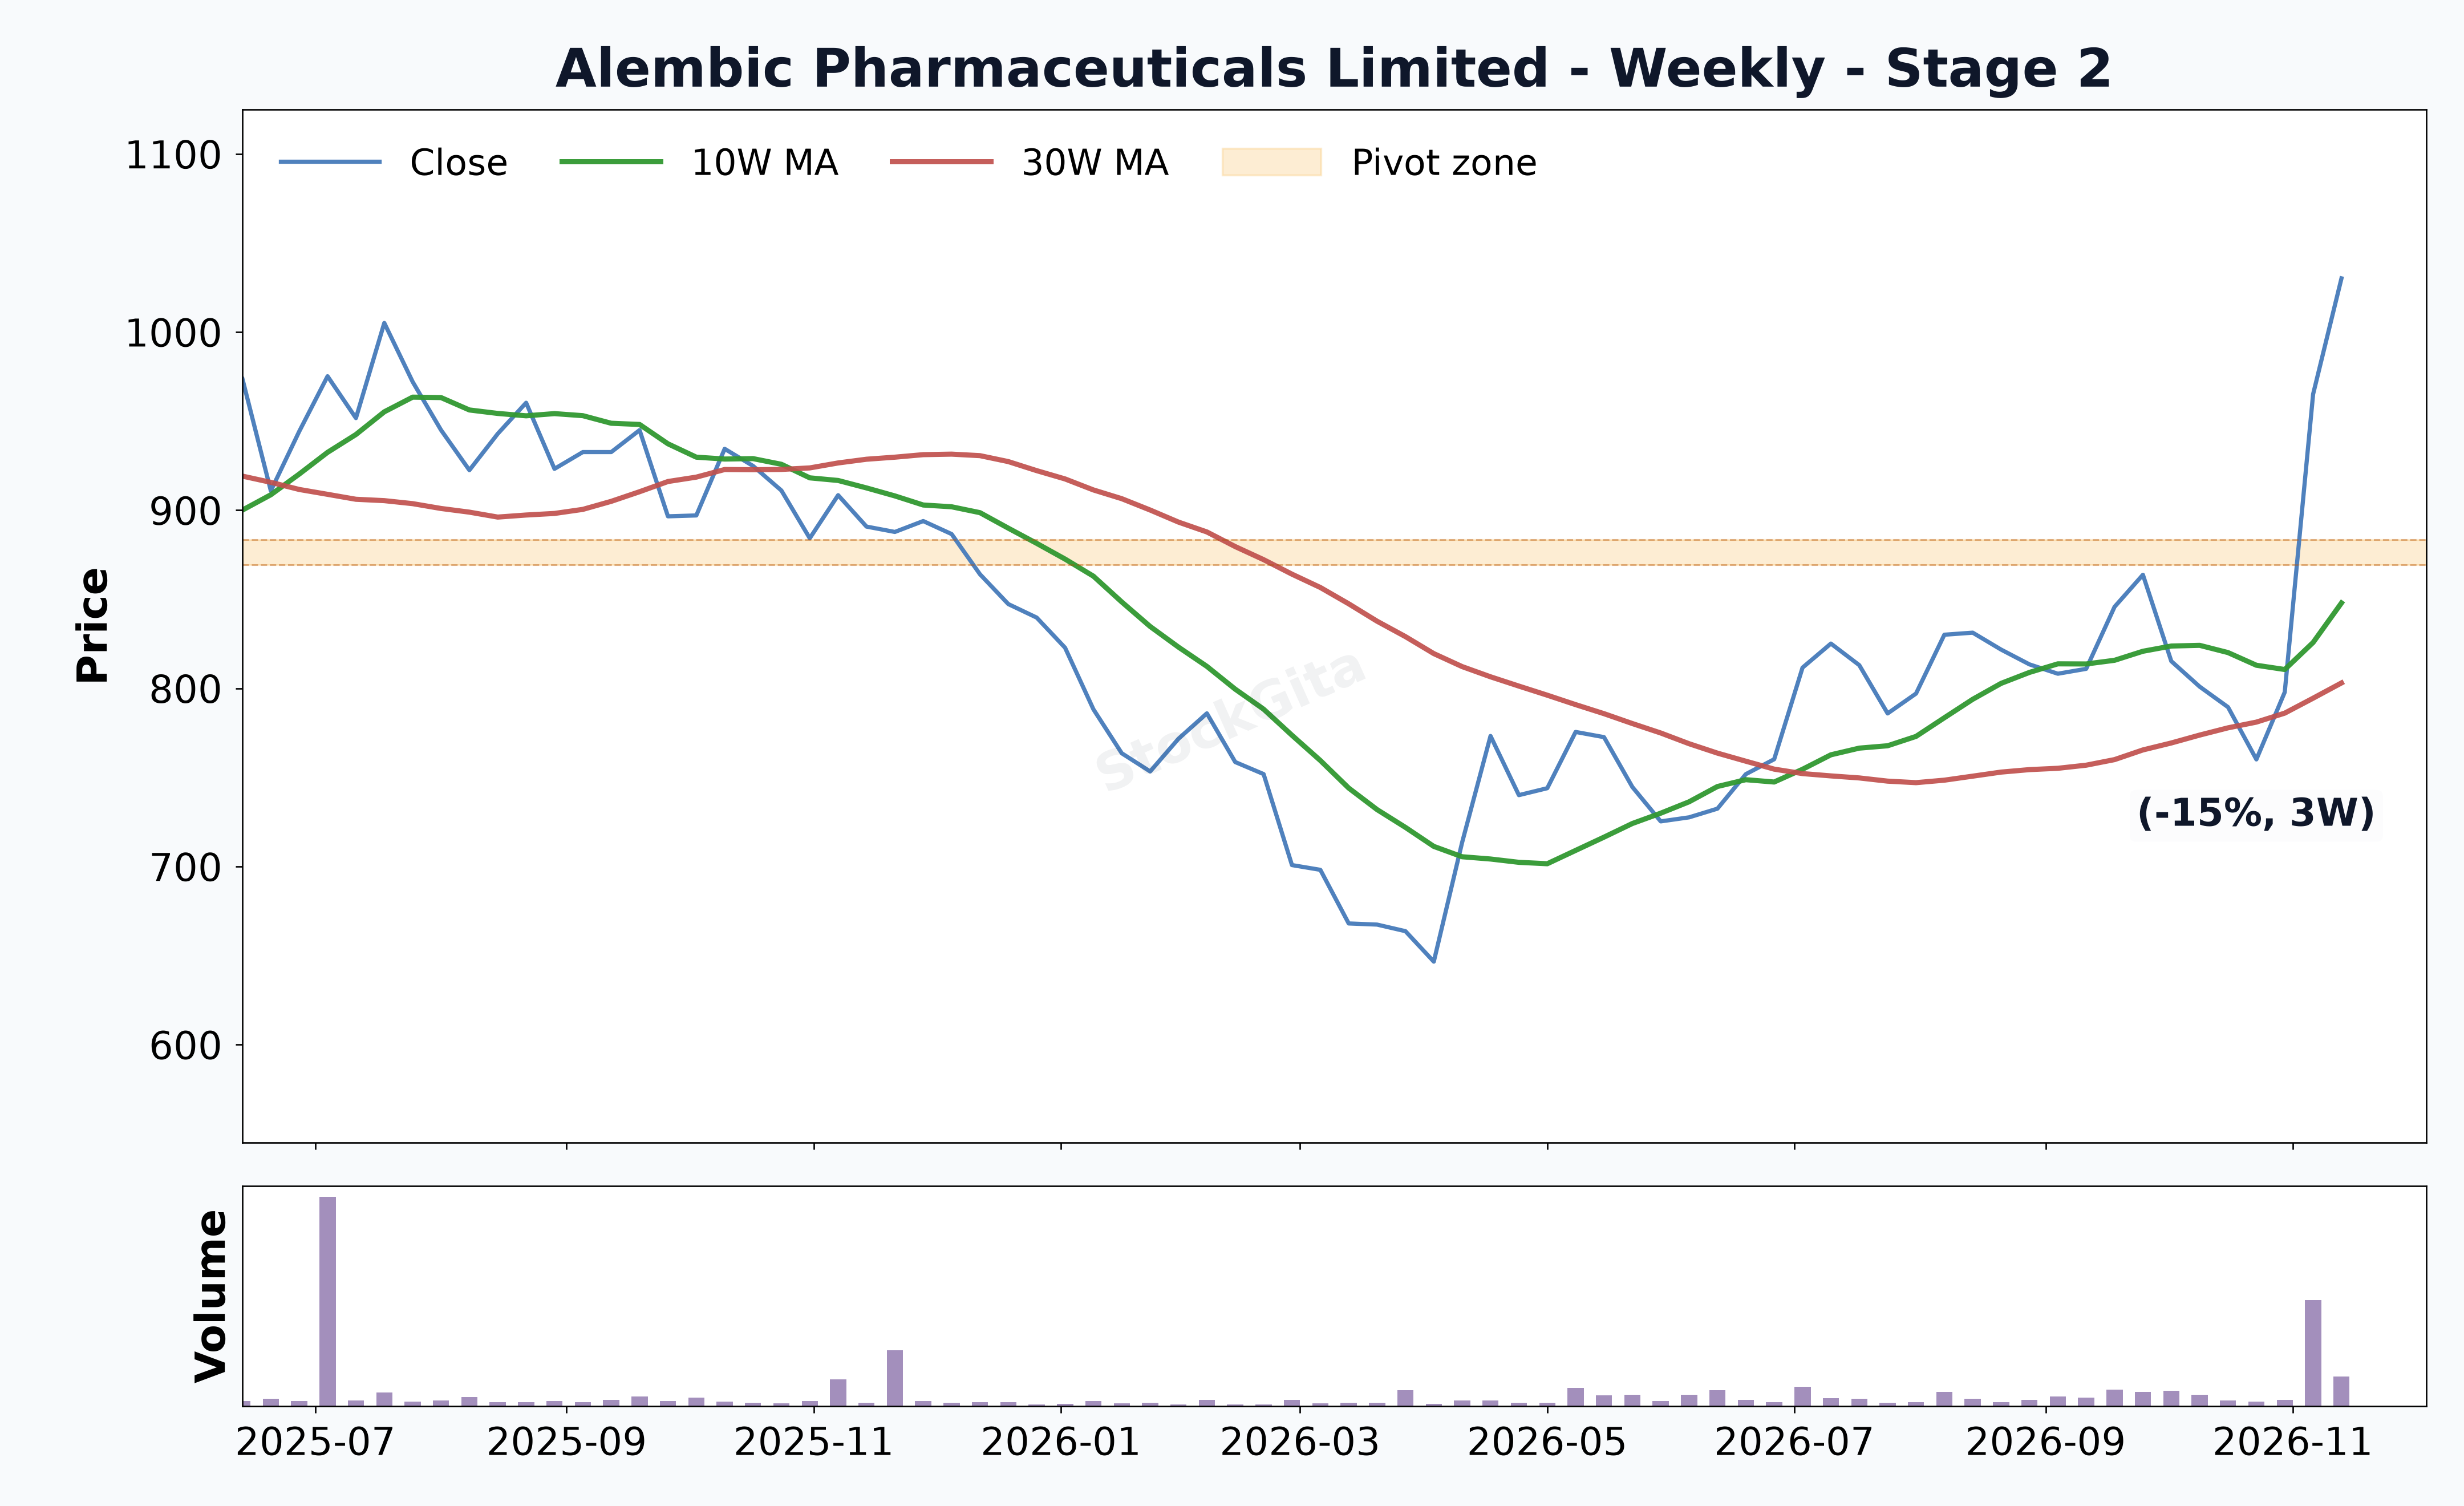 Alembic Pharmaceuticals Limited - Weekly - Stage 2
Close 10W MA 30W MA Pivot zone
1100
1000
900
800
700
600
Price
StockGita
(-15%, 3W)
Volume
2025-07 2025-09 2025-11 2026-01 2026-03 2026-05 2026-07 2026-09 2026-11